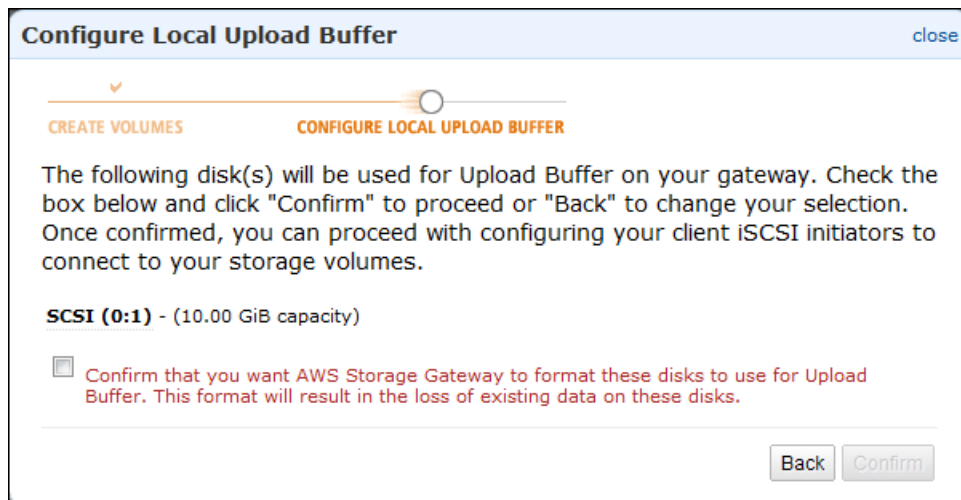 Configure Local Upload Buffer close
CREATE VOLUMES CONFIGURE LOCAL UPLOAD BUFFER
The following disk(s) will be used for Upload Buffer on your gateway. Check the
box below and click "Confirm" to proceed or "Back" to change your selection.
Once confirmed, you can proceed with configuring your client iSCSI initiators to
connect to your storage volumes.
SCSI (0:1) - (10.00 GiB capacity)
Confirm that you want AWS Storage Gateway to format these disks to use for Upload
Buffer. This format will result in the loss of existing data on these disks.
Back Confirm